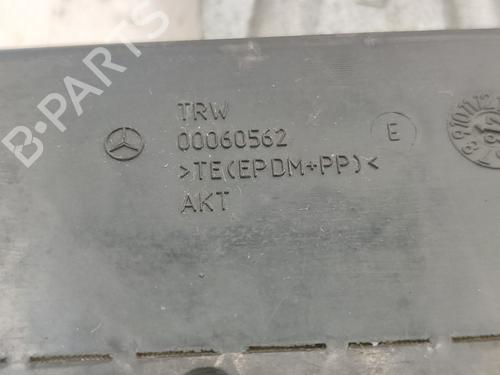 TRW
00060562
>TE(EPDM+PP)<
AKT
E
B-PARTS